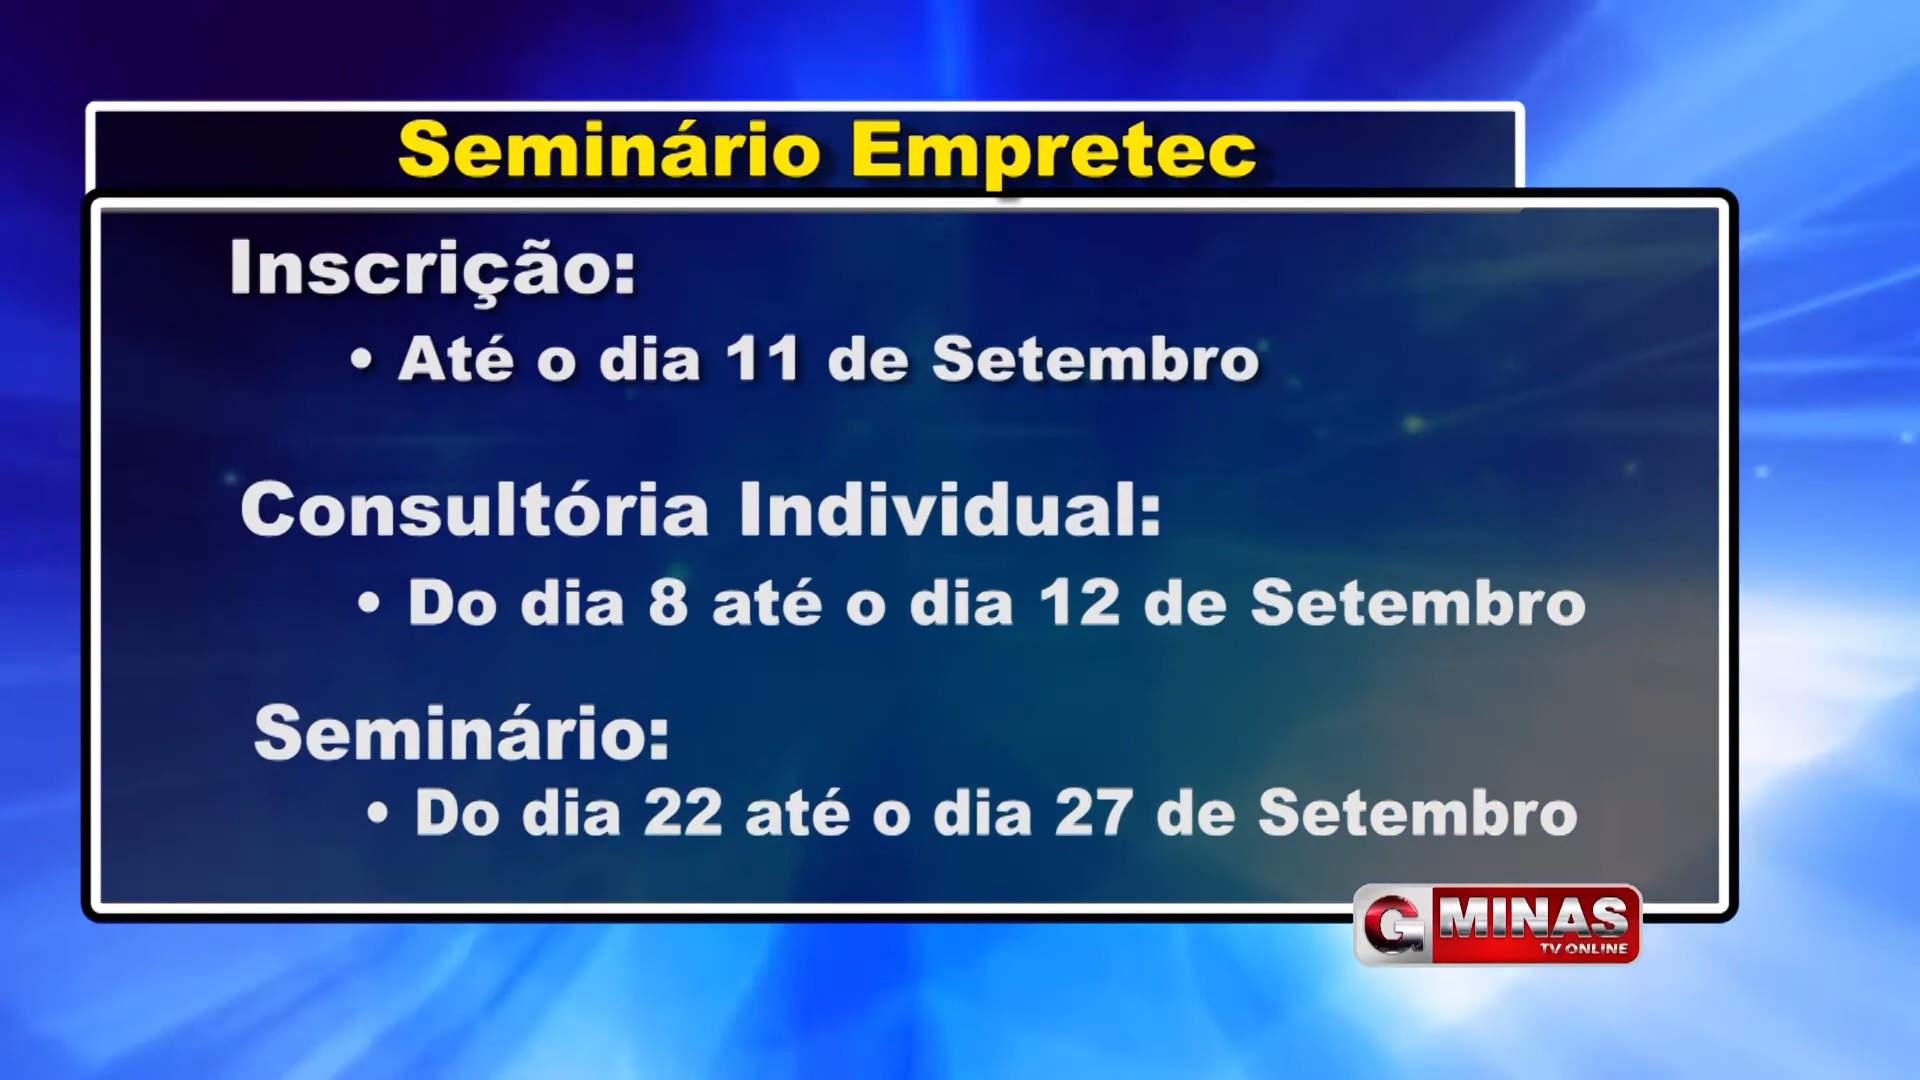 Seminário Empretec
Inscrição:
• Até o dia 11 de Setembro
Consultória Individual:
• Do dia 8 até o dia 12 de Setembro
Seminário:
• Do dia 22 até o dia 27 de Setembro
G MINAS
TV ONLINE